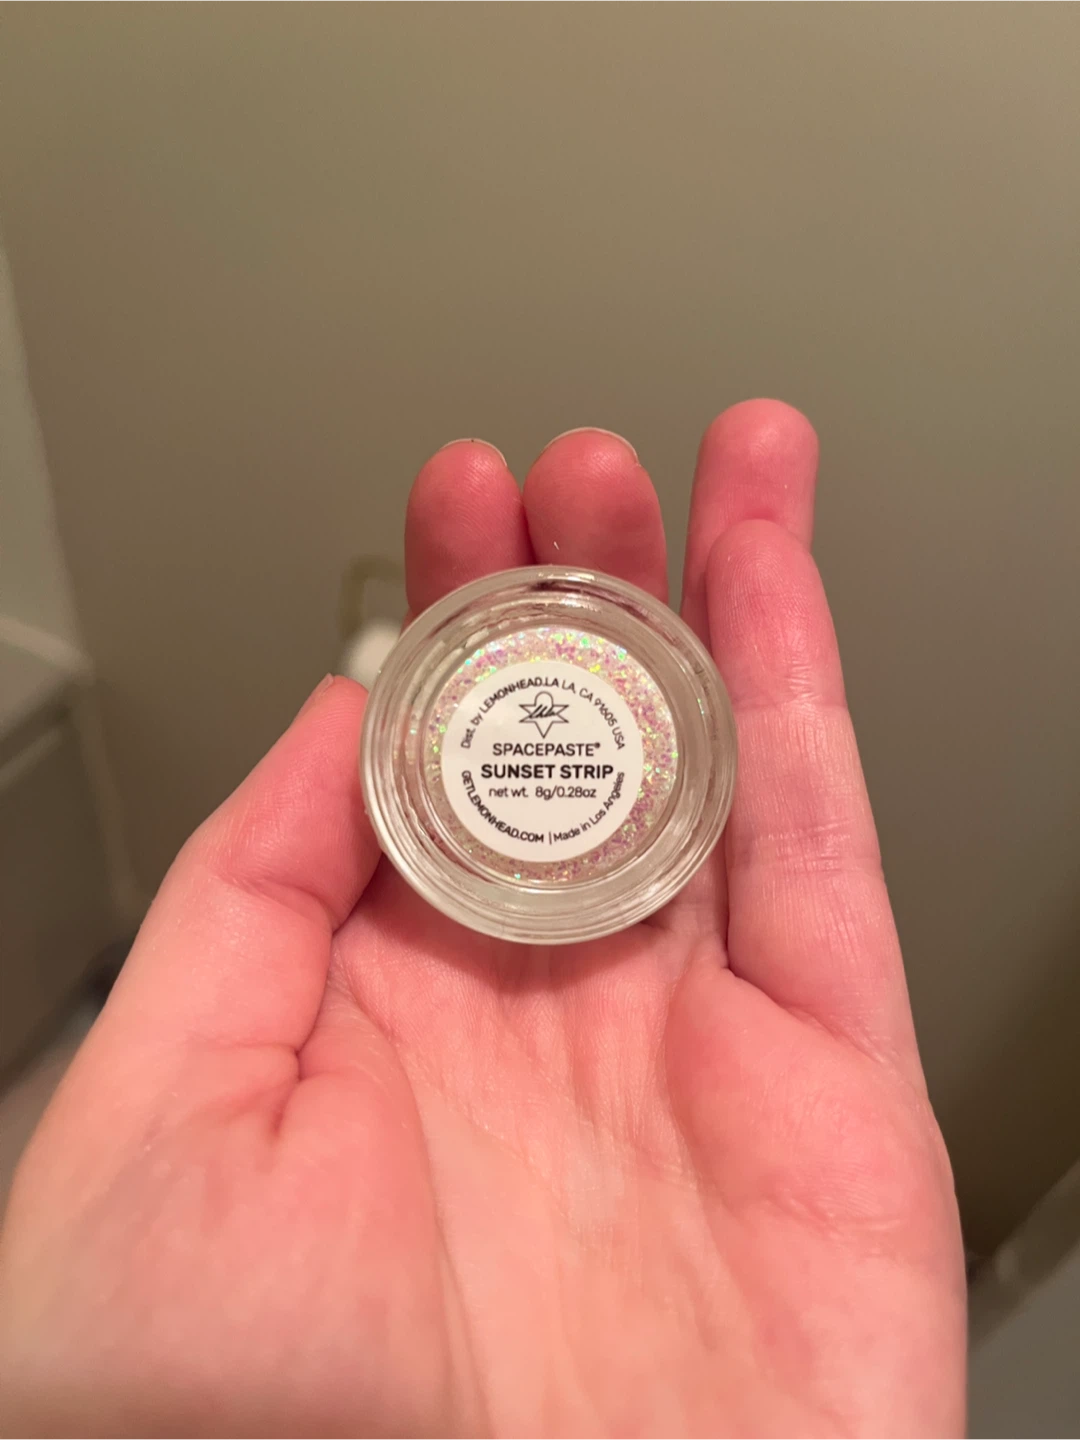 Dist. by LEMONHEAD.LA LA, CA 91605 USA
SPACEPASTE®
SUNSET STRIP
net wt. 8g/0.28oz
GETLEMONHEAD.COM | Made in Los Angeles